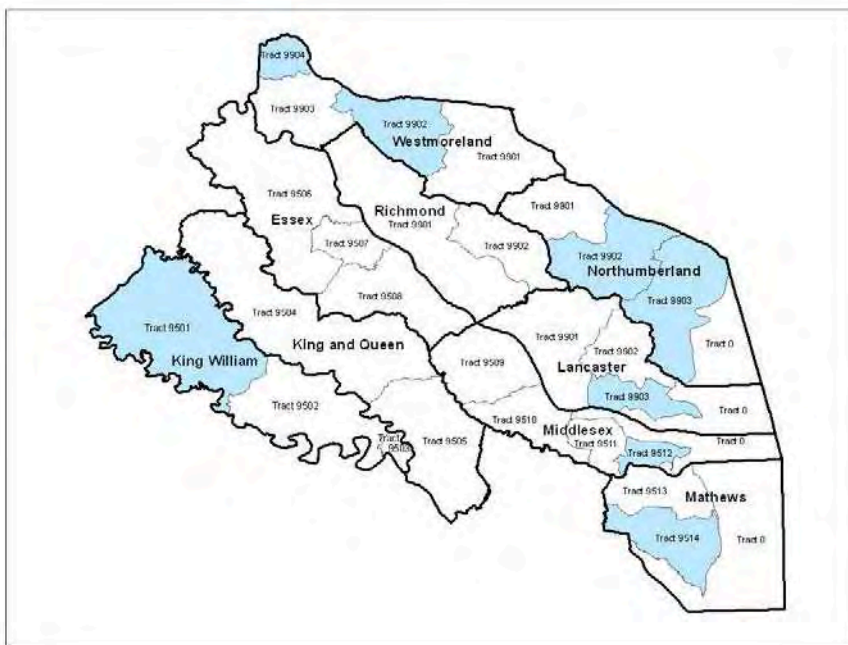 Tract 9904
Tract 9903
Tract 9902
Westmoreland
Tract 9901
Tract 9506
Essex
Richmond
Tract 9901
Tract 9901
Tract 9507
Tract 9902
Tract 9902
Northumberland
Tract 9508
Tract 9903
Tract 9504
Tract 9501
King William
King and Queen
Tract 9901
Tract 9902
Tract 0
Tract 9509
Lancaster
Tract 9903
Tract 9502
Tract 9510
Tract 0
Middlesex
Tract 9503
Tract 9505
Tract 9511
Tract 0
Tract 9512
Tract 9513
Mathews
Tract 9514
Tract 0